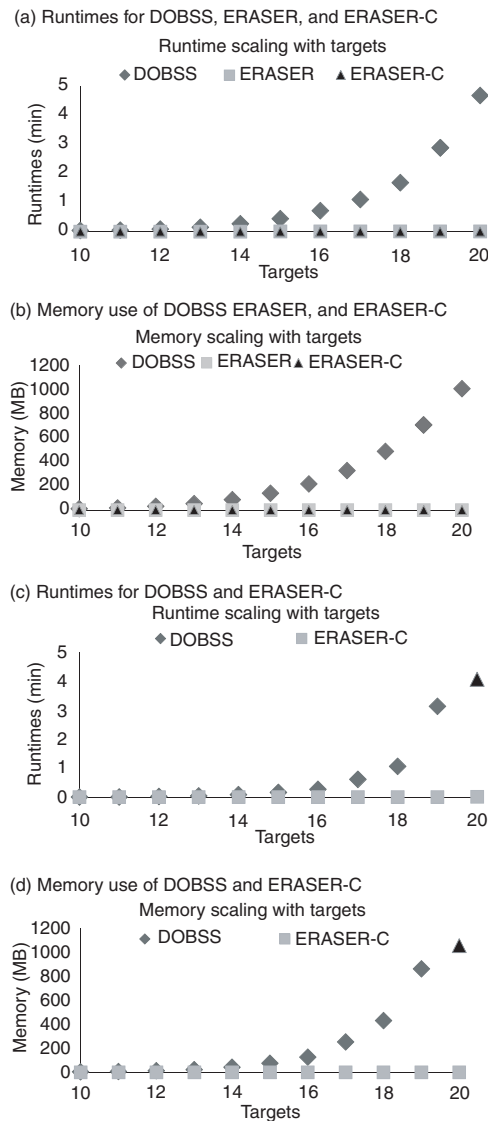 (a) Runtimes for DOBSS, ERASER, and ERASER-C
Runtime scaling with targets
DOBSS ERASER ERASER-C
Runtimes (min)
5
4
3
2
1
0
10 12 14 16 18 20
Targets
(b) Memory use of DOBSS ERASER, and ERASER-C
Memory scaling with targets
DOBSS ERASER ERASER-C
Memory (MB)
1200
1000
800
600
400
200
0
10 12 14 16 18 20
Targets
(c) Runtimes for DOBSS and ERASER-C
Runtime scaling with targets
DOBSS ERASER-C
Runtimes (min)
5
4
3
2
1
0
10 12 14 16 18 20
Targets
(d) Memory use of DOBSS and ERASER-C
Memory scaling with targets
DOBSS ERASER-C
Memory (MB)
1200
1000
800
600
400
200
0
10 12 14 16 18 20
Targets